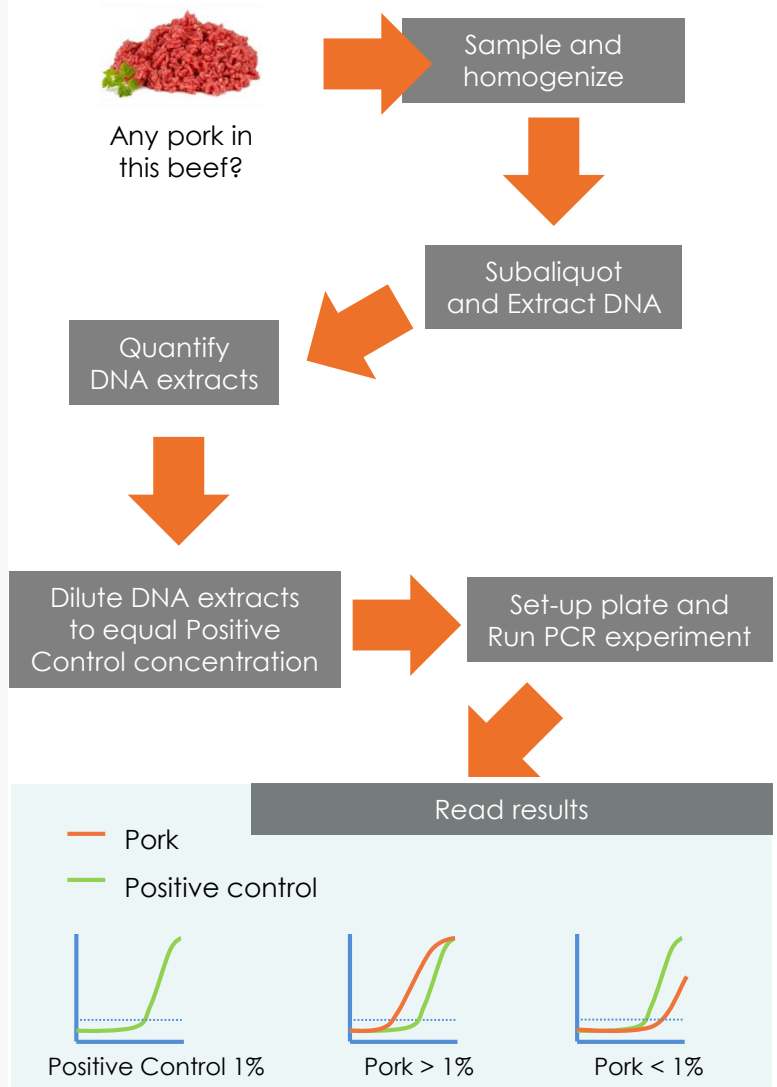 Any pork in
this beef?
Sample and
homogenize
Subaliquot
and Extract DNA
Quantify
DNA extracts
Dilute DNA extracts
to equal Positive
Control concentration
Set-up plate and
Run PCR experiment
Read results
Pork
Positive control
Positive Control 1%
Pork > 1%
Pork < 1%